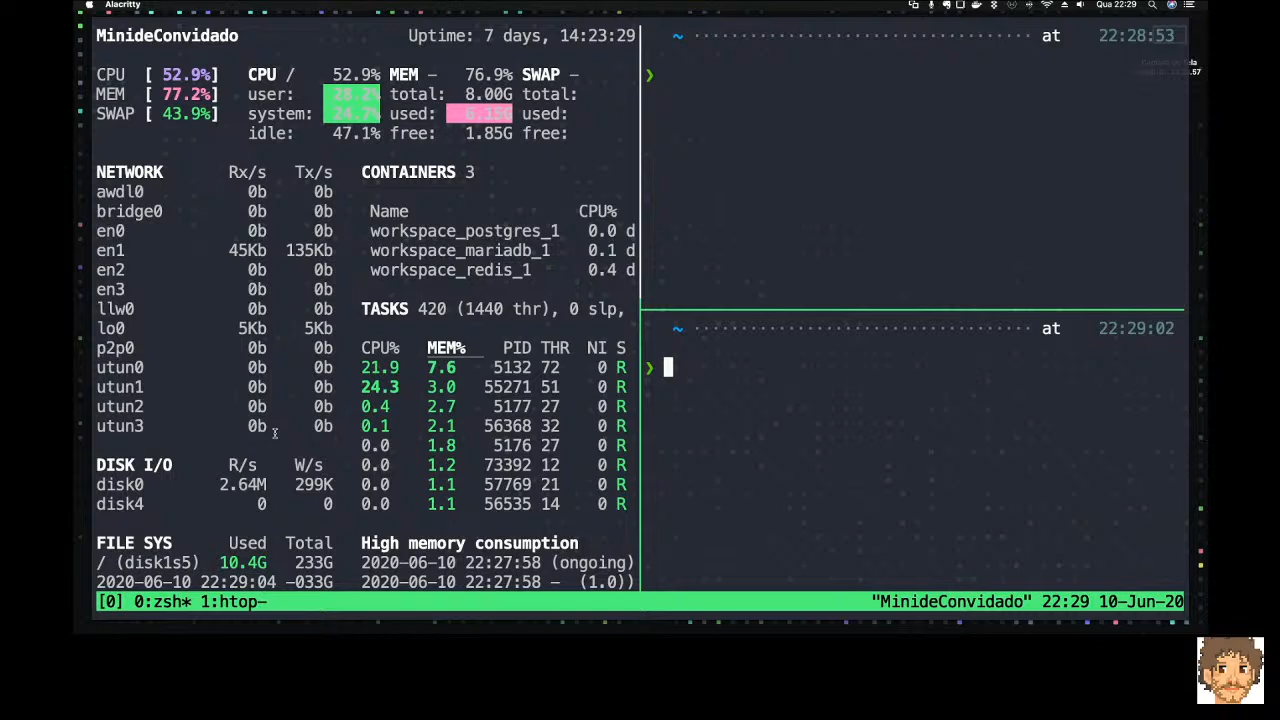 Alacritty Qua 22:29
MinideConvidado Uptime: 7 days, 14:23:29
CPU [ 52.9%] CPU / 52.9% MEM – 76.9% SWAP –
MEM [ 77.2%] user: 28.2% total: 8.00G total:
SWAP [ 43.9%] system: 24.7% used: 6.15G used:
idle: 47.1% free: 1.85G free:
NETWORK Rx/s Tx/s CONTAINERS 3
awdl0 0b 0b
bridge0 0b 0b Name CPU%
en0 0b 0b workspace_postgres_1 0.0 d
en1 45Kb 135Kb workspace_mariadb_1 0.1 d
en2 0b 0b workspace_redis_1 0.4 d
en3 0b 0b
llw0 0b 0b TASKS 420 (1440 thr), 0 slp,
lo0 5Kb 5Kb
p2p0 0b 0b CPU% MEM% PID THR NI S
utun0 0b 0b 21.9 7.6 5132 72 0 R
utun1 0b 0b 24.3 3.0 55271 51 0 R
utun2 0b 0b 0.4 2.7 5177 27 0 R
utun3 0b 0b 0.1 2.1 56368 32 0 R
0.0 1.8 5176 27 0 R
DISK I/O R/s W/s 0.0 1.2 73392 12 0 R
disk0 2.64M 299K 0.0 1.1 57769 21 0 R
disk4 0 0 0.0 1.1 56535 14 0 R
FILE SYS Used Total High memory consumption
/ (disk1s5) 10.4G 233G 2020-06-10 22:27:58 (ongoing)
2020-06-10 22:29:04 -033G 2020-06-10 22:27:58 – (1.0))
~ ······································ at 22:28:53
❯
~ ······································ at 22:29:02
❯
[0] 0:zsh* 1:htop- "MinideConvidado" 22:29 10-Jun-20